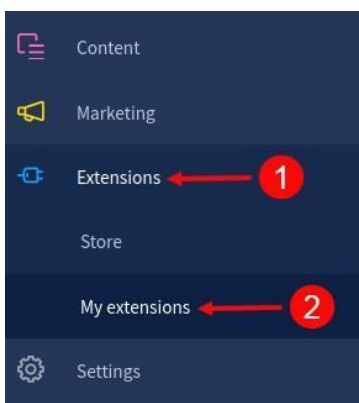 Content
Marketing
Extensions 1
Store
My extensions 2
Settings